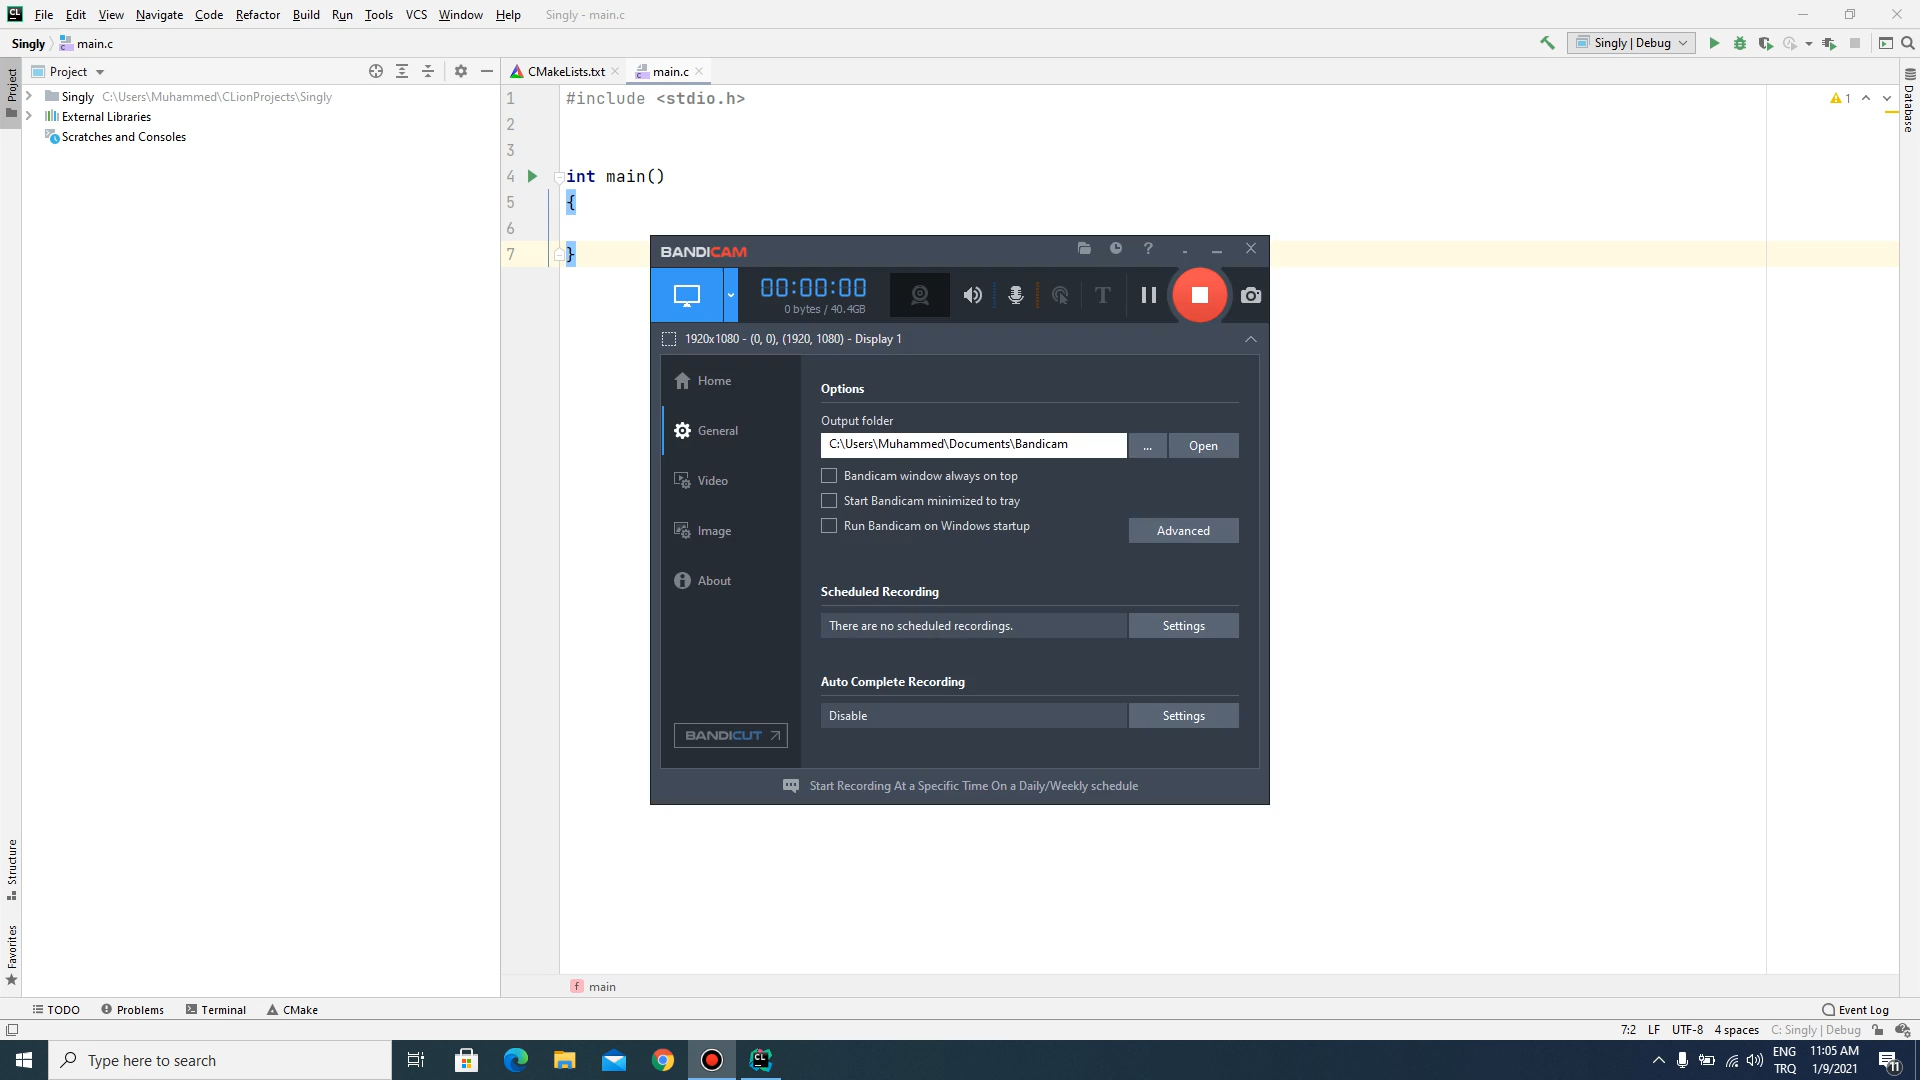 File Edit View Navigate Code Refactor Build Run Tools VCS Window Help Singly - main.c
Singly main.c Singly | Debug
Project CMakeLists.txt main.c
Project
Singly C:\Users\Muhammed\CLionProjects\Singly
External Libraries
Scratches and Consoles
Structure
Favorites
Database
1 #include <stdio.h>
1
2
3
4 int main()
5 {
6
7 }
BANDICAM
00:00:00
0 bytes / 40.4GB
T
1920x1080 - (0, 0), (1920, 1080) - Display 1
Home
General
Video
Image
About
BANDICUT
Options
Output folder
C:\Users\Muhammed\Documents\Bandicam ... Open
Bandicam window always on top
Start Bandicam minimized to tray
Run Bandicam on Windows startup
Advanced
Scheduled Recording
There are no scheduled recordings. Settings
Auto Complete Recording
Disable Settings
Start Recording At a Specific Time On a Daily/Weekly schedule
f main
TODO Problems Terminal CMake Event Log
7:2 LF UTF-8 4 spaces C: Singly | Debug
Type here to search
ENG 11:05 AM
TRQ 1/9/2021
11